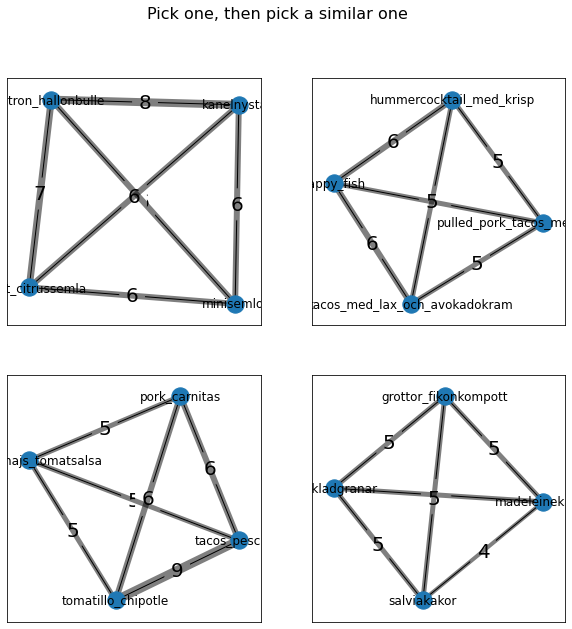 Pick one, then pick a similar one
tron_hallonbulle
8
kanelnyst
7
6
6
t_citrussemla
6
minisemlo
hummercocktail_med_krisp
6
5
appy_fish
5
6
pulled_pork_tacos_me
5
tacos_med_lax_och_avokadokram
pork_carnitas
5
6
majs_tomatsalsa
5
6
5
tacos_pesc
9
tomatillo_chipotle
grottor_fikonkompott
5
5
kladgranar
5
madeleinek
5
4
salviakakor